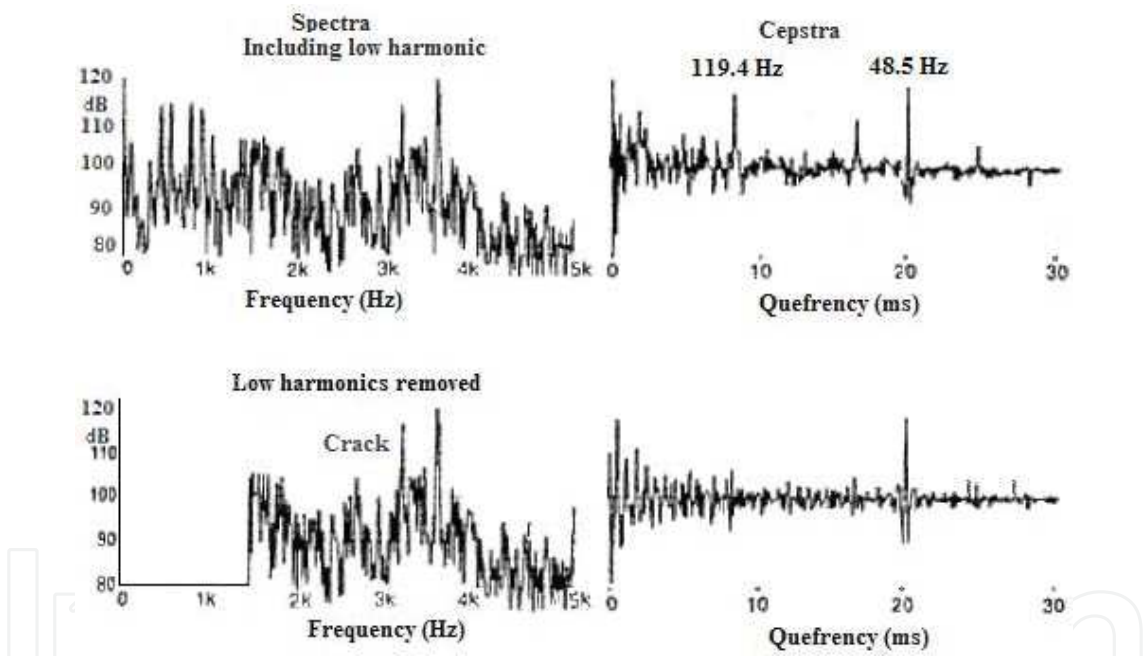 Spectra
Including low harmonic
120
dB
110
100
90
80
0 1k 2k 3k 4k 5k
Frequency (Hz)
Cepstra
119.4 Hz 48.5 Hz
0 10 20 30
Quefrency (ms)
Low harmonics removed
120
dB
110
100
90
80
Crack
0 1k 2k 3k 4k 5k
Frequency (Hz)
0 10 20 30
Quefrency (ms)